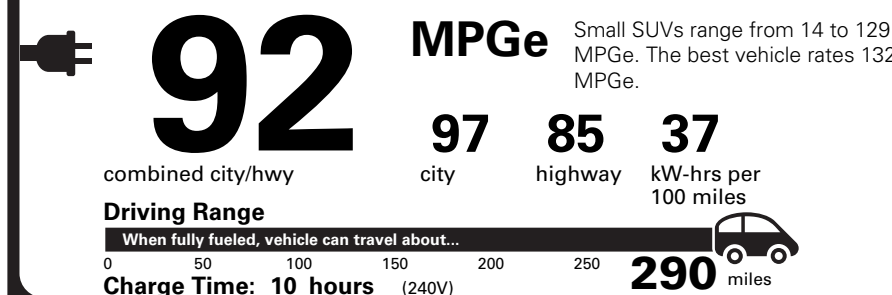 92 MPGe
Small SUVs range from 14 to 129
MPGe. The best vehicle rates 132
MPGe.
97 85 37
combined city/hwy city highway kW-hrs per
100 miles
Driving Range
When fully fueled, vehicle can travel about...
0 50 100 150 200 250 290 miles
Charge Time: 10 hours (240V)